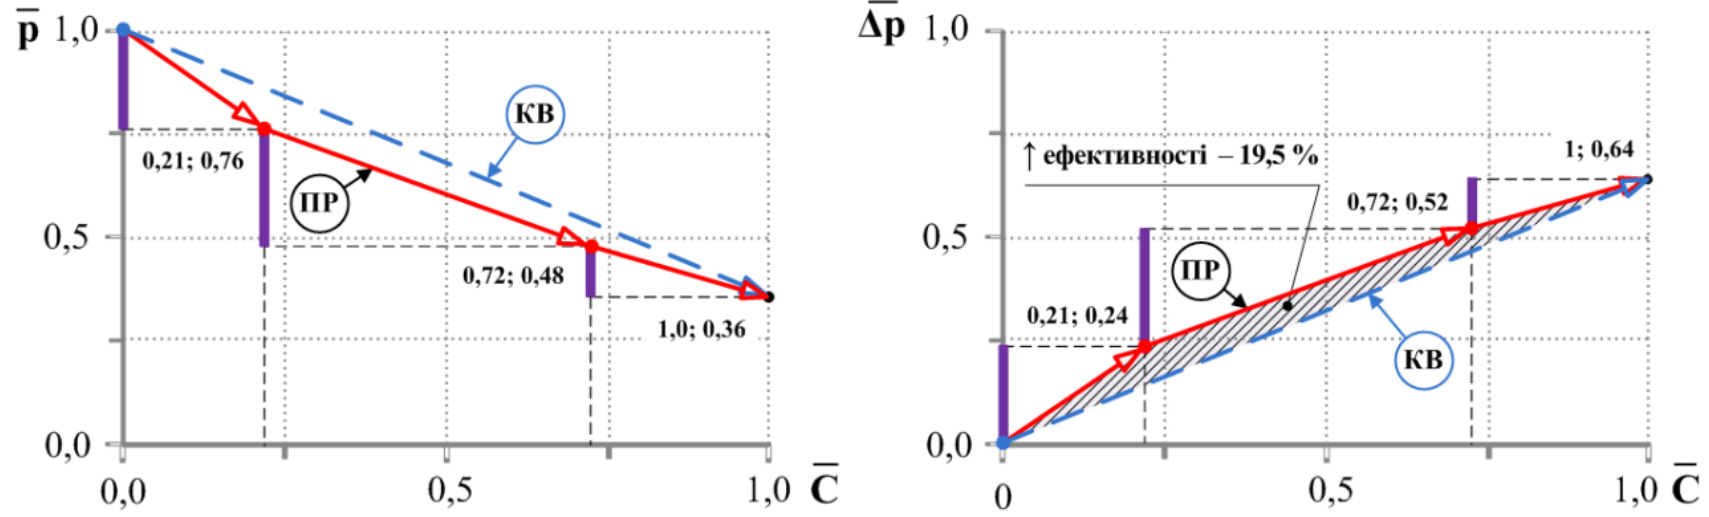 p̅ 1,0
КВ
0,21; 0,76
ПР
0,5
0,72; 0,48
1,0; 0,36
0,0
0,0 0,5 1,0 C̅
Δp̅ 1,0
↑ ефективності – 19,5 %
1; 0,64
0,72; 0,52
0,5
ПР
0,21; 0,24
КВ
0,0
0 0,5 1,0 C̅